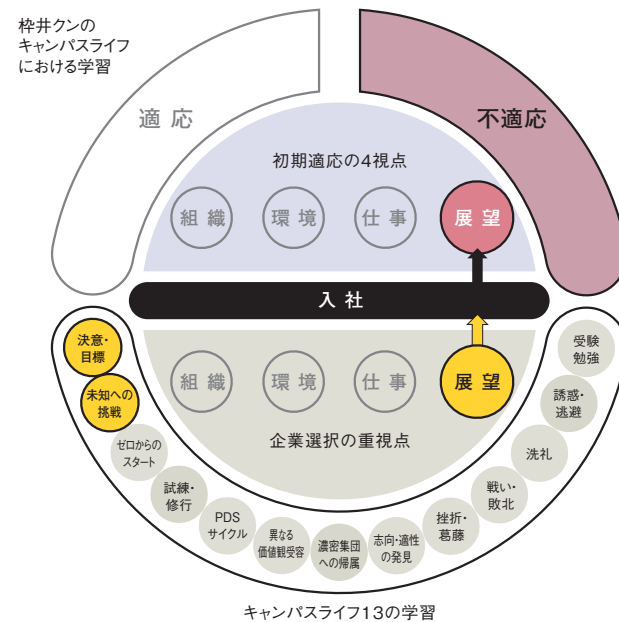 枠井クンの
キャンパスライフ
における学習
適応
不適応
初期適応の4視点
組織
環境
仕事
展望
入社
組織
環境
仕事
展望
企業選択の重視点
決意・
目標
未知への
挑戦
ゼロからの
スタート
試練・
修行
PDS
サイクル
異なる
価値観受容
濃密集団
への帰属
志向・適性
の発見
挫折・
葛藤
戦い・
敗北
洗礼
誘惑・
逃避
受験
勉強
キャンパスライフ13の学習